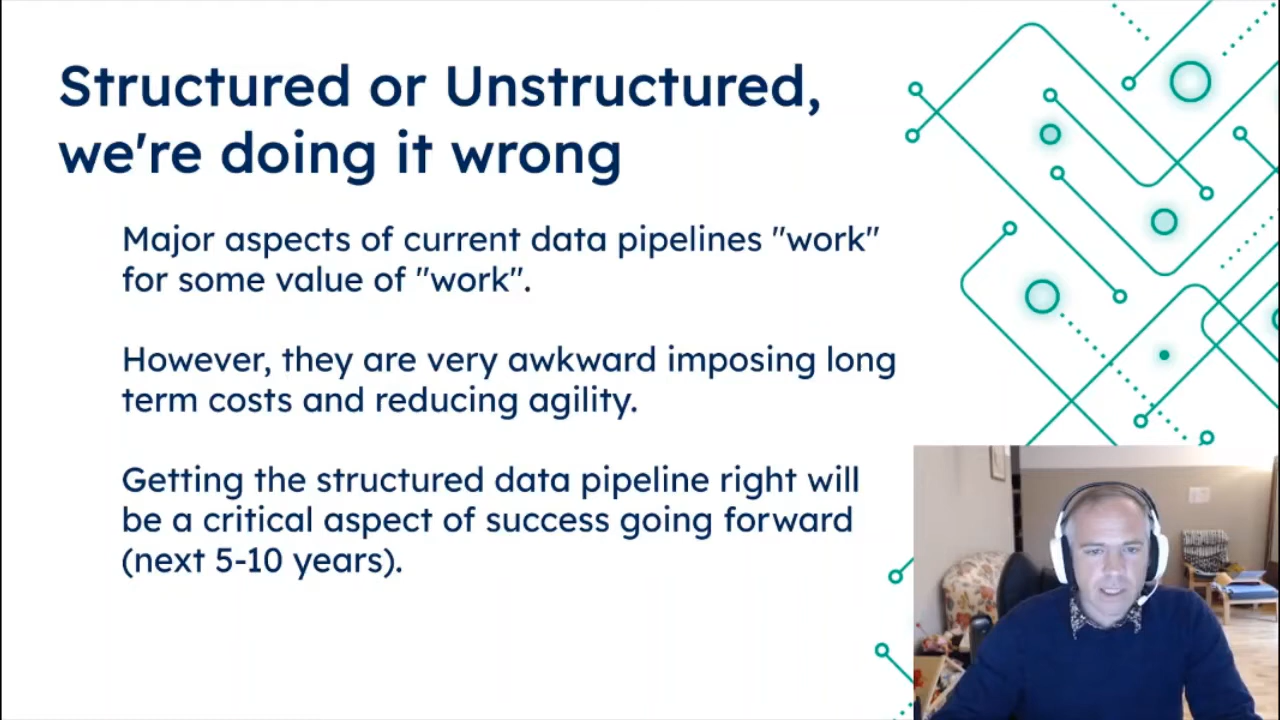 Structured or Unstructured,
we're doing it wrong
Major aspects of current data pipelines "work"
for some value of "work".
However, they are very awkward imposing long
term costs and reducing agility.
Getting the structured data pipeline right will
be a critical aspect of success going forward
(next 5-10 years).